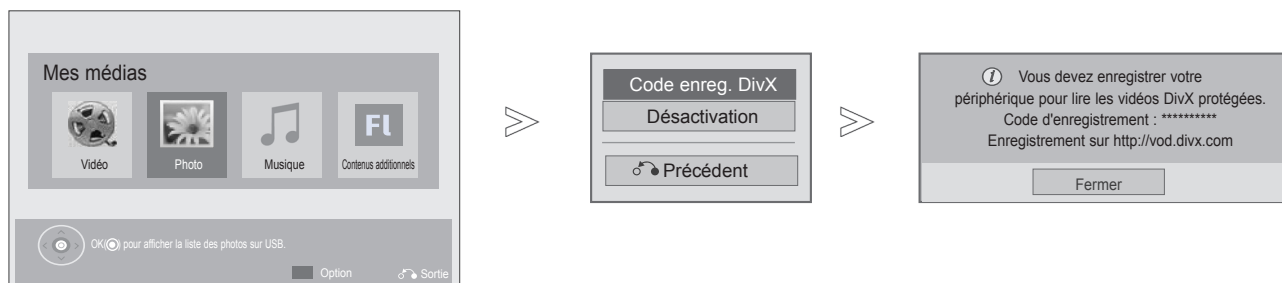 Mes médias
Vidéo
Photo
Musique
FL
Contenus additionnels
OK(◉) pour afficher la liste des photos sur USB.
Option
Sortie
Code enreg. DivX
Désactivation
Précédent
Vous devez enregistrer votre
périphérique pour lire les vidéos DivX protégées.
Code d'enregistrement : **********
Enregistrement sur http://vod.divx.com
Fermer